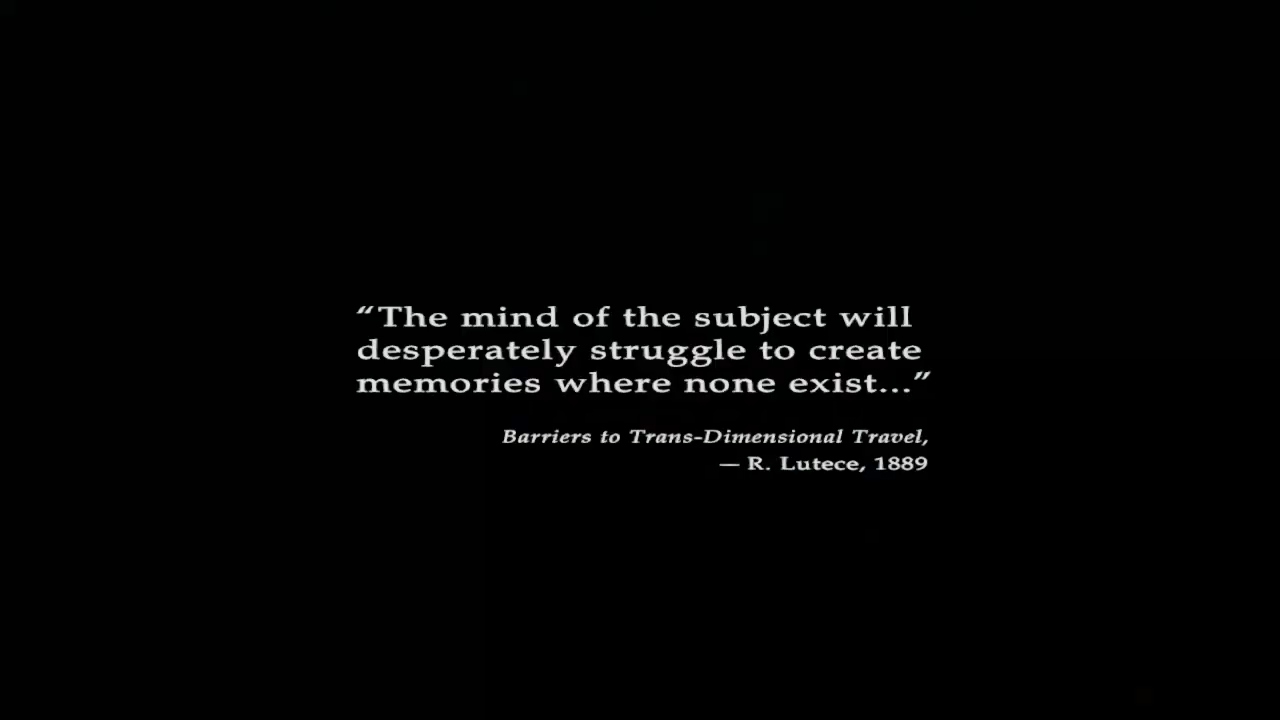 “The mind of the subject will
desperately struggle to create
memories where none exist...”
Barriers to Trans-Dimensional Travel,
— R. Lutece, 1889